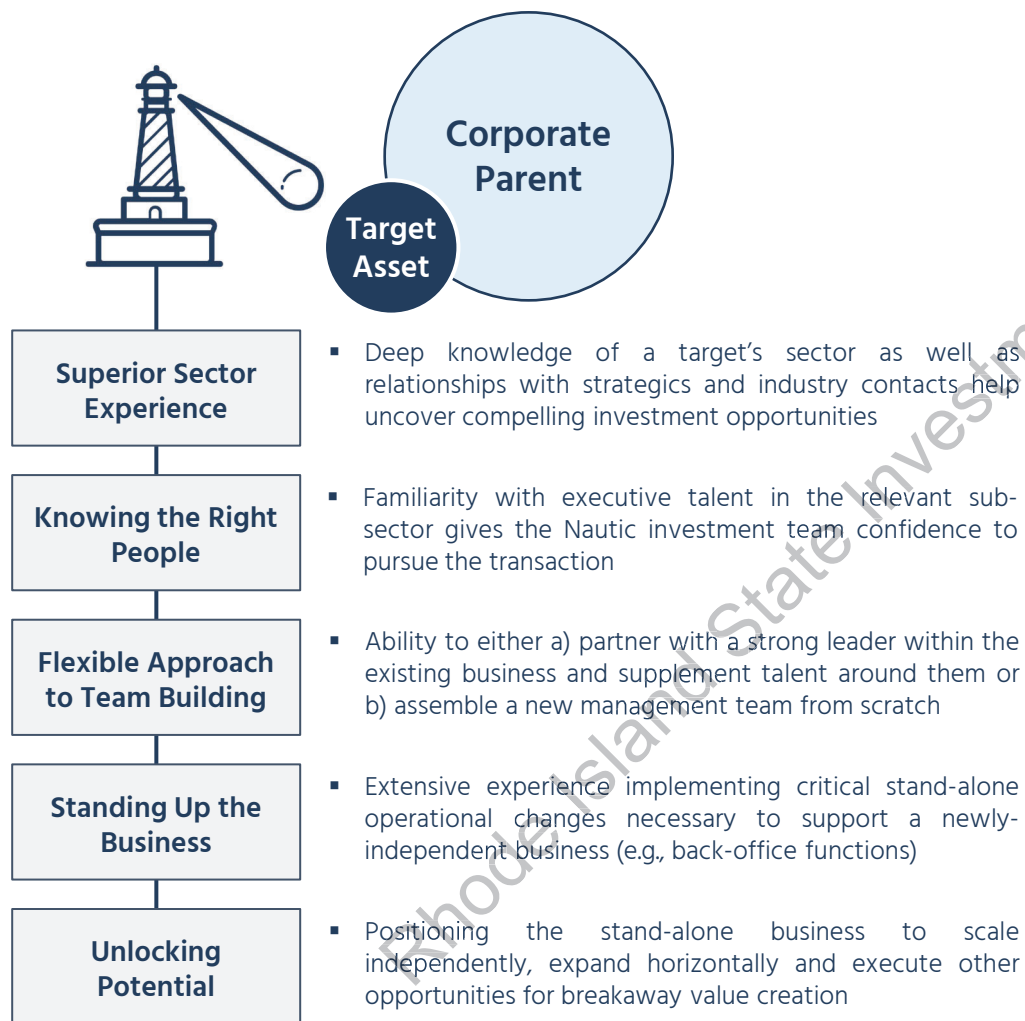 Corporate
Parent
Target
Asset
Superior Sector
Experience
▪ Deep knowledge of a target's sector as well as
relationships with strategics and industry contacts help
uncover compelling investment opportunities
Knowing the Right
People
▪ Familiarity with executive talent in the relevant sub-
sector gives the Nautic investment team confidence to
pursue the transaction
Flexible Approach
to Team Building
▪ Ability to either a) partner with a strong leader within the
existing business and supplement talent around them or
b) assemble a new management team from scratch
Standing Up the
Business
▪ Extensive experience implementing critical stand-alone
operational changes necessary to support a newly-
independent business (e.g., back-office functions)
Unlocking
Potential
▪ Positioning the stand-alone business to scale
independently, expand horizontally and execute other
opportunities for breakaway value creation
Rhode Island State Investm